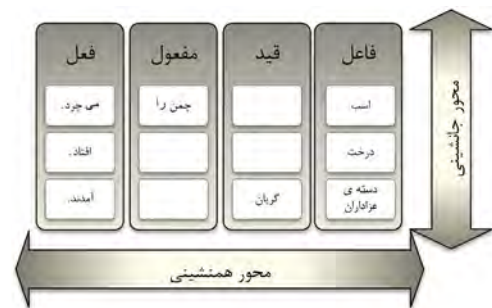 فاعل
قید
مفعول
فعل
اسب
چمن را
می چرد.
درخت
افتاد.
دسته ی
عزاداران
گریان
آمدند.
محور جانشینی
محور همنشینی